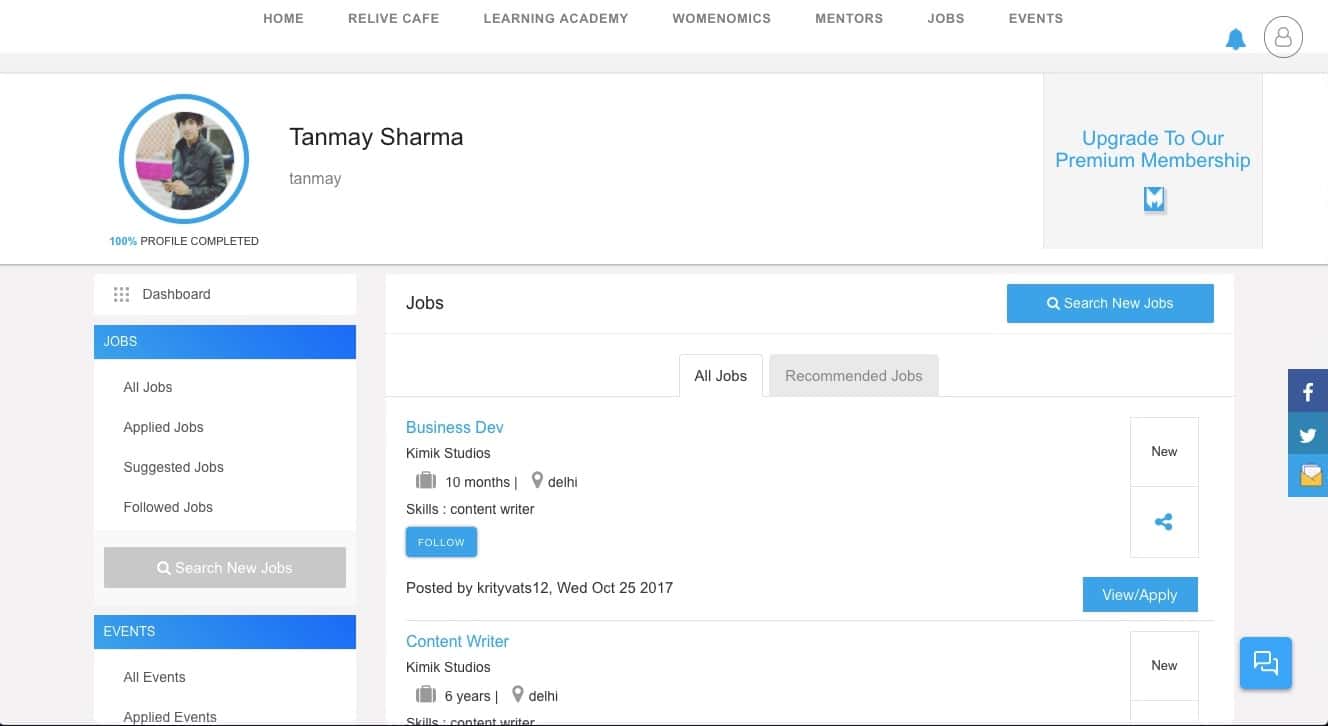 HOME RELIVE CAFE LEARNING ACADEMY WOMENOMICS MENTORS JOBS EVENTS
Tanmay Sharma
tanmay
100% PROFILE COMPLETED
Upgrade To Our
Premium Membership
Dashboard
JOBS
All Jobs
Applied Jobs
Suggested Jobs
Followed Jobs
Search New Jobs
EVENTS
All Events
Applied Events
Jobs
Search New Jobs
All Jobs
Recommended Jobs
Business Dev
Kimik Studios
10 months | delhi
Skills : content writer
FOLLOW
New
Posted by krityvats12, Wed Oct 25 2017
View/Apply
Content Writer
Kimik Studios
6 years | delhi
Skills : content writer
New